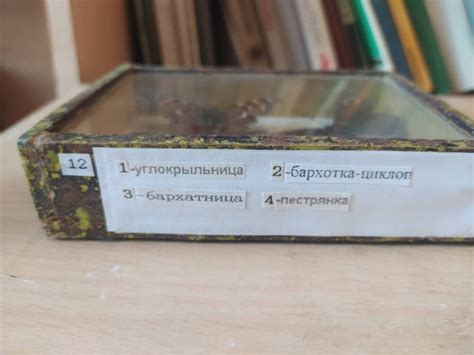 12
1-углокрыльница 2-бархотка-циклоп
3 -бархатница 4-пестрянка